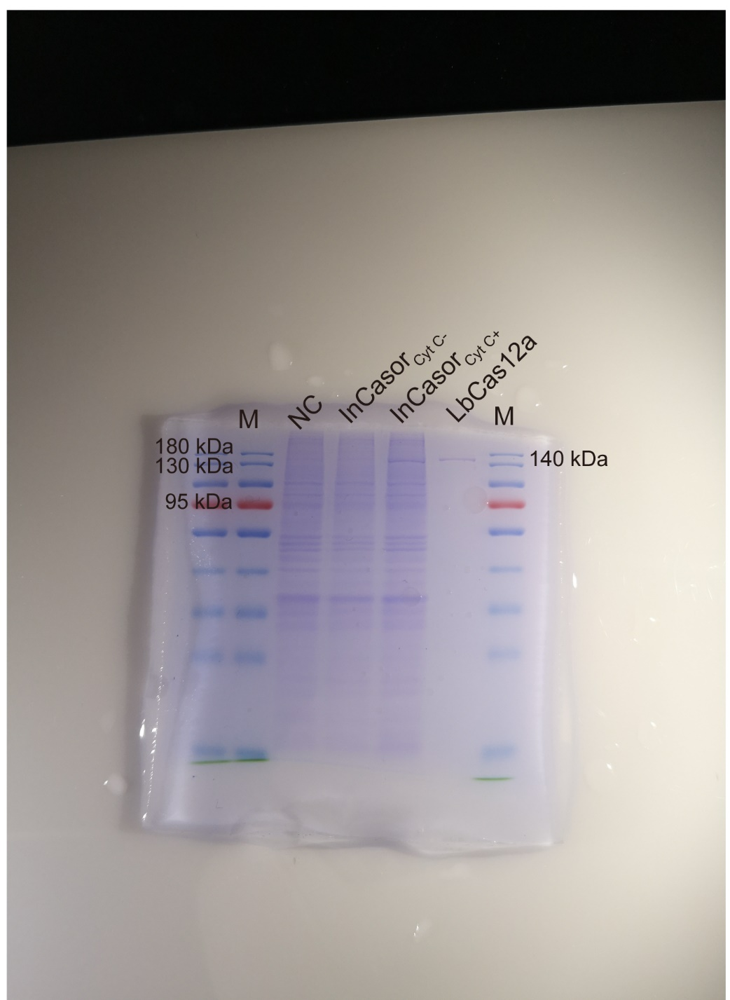 M
NC
InCasor Cyt C-
InCasor Cyt C+
LbCas12a
M
180 kDa
130 kDa
95 kDa
140 kDa